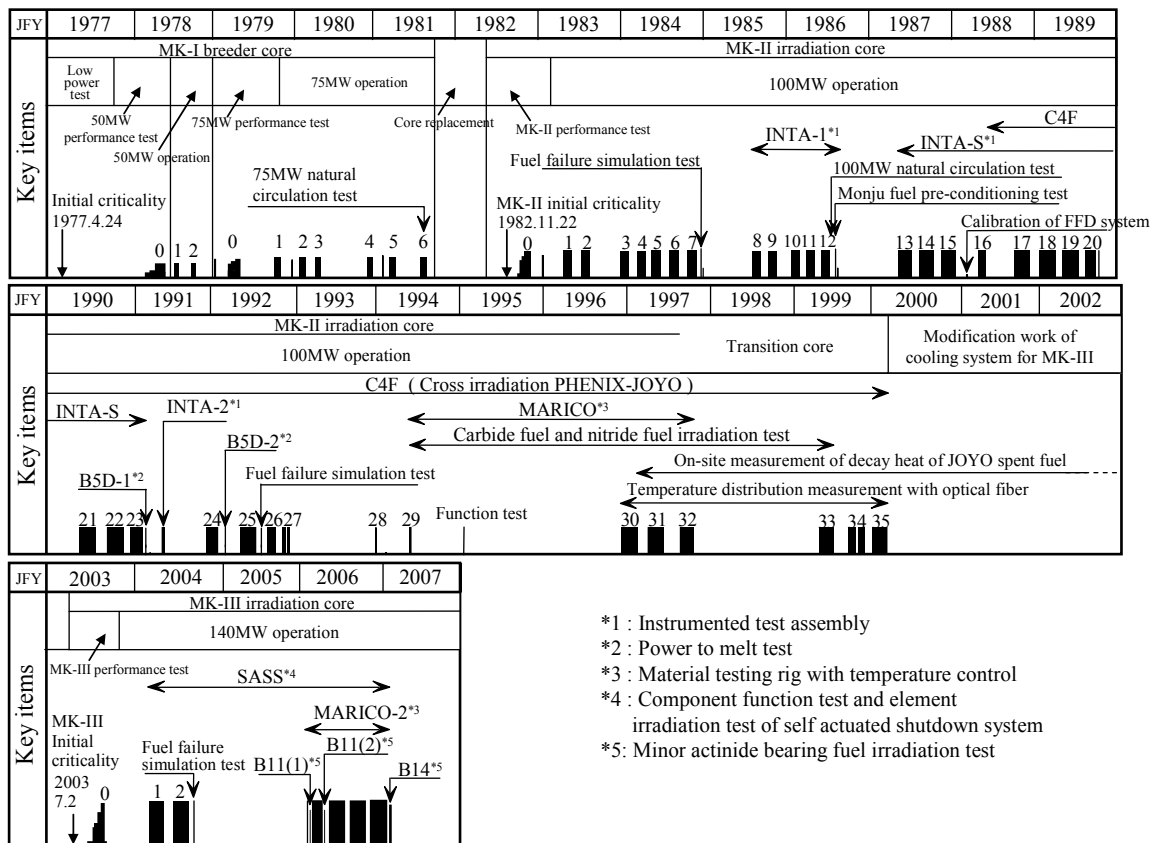 JFY 1977 1978 1979 1980 1981 1982 1983 1984 1985 1986 1987 1988 1989
Key items
MK-I breeder core
MK-II irradiation core
Low
power
test
75MW operation
100MW operation
50MW
performance test
75MW performance test
50MW operation
Core replacement
MK-II performance test
C4F
INTA-1*1
INTA-S*1
Fuel failure simulation test
100MW natural circulation test
75MW natural
circulation test
Monju fuel pre-conditioning test
Initial criticality
1977.4.24
MK-II initial criticality
1982.11.22
Calibration of FFD system
0 1 2 0 1 2 3 4 5 6 0 1 2 3 4 5 6 7 8 9 10 11 12 13 14 15 16 17 18 19 20
JFY 1990 1991 1992 1993 1994 1995 1996 1997 1998 1999 2000 2001 2002
Key items
MK-II irradiation core
100MW operation
Transition core
Modification work of
cooling system for MK-III
C4F ( Cross irradiation PHENIX-JOYO )
INTA-S
INTA-2*1
MARICO*3
B5D-2*2
Carbide fuel and nitride fuel irradiation test
On-site measurement of decay heat of JOYO spent fuel
B5D-1*2
Fuel failure simulation test
Temperature distribution measurement with optical fiber
Function test
21 22 23 24 25 26 27 28 29 30 31 32 33 34 35
JFY 2003 2004 2005 2006 2007
Key items
MK-III irradiation core
140MW operation
MK-III performance test
SASS*4
MARICO-2*3
MK-III
Initial
criticality
2003
7.2
Fuel failure
simulation test
B11(2)*5
B11(1)*5
B14*5
0 1 2
*1 : Instrumented test assembly
*2 : Power to melt test
*3 : Material testing rig with temperature control
*4 : Component function test and element
irradiation test of self actuated shutdown system
*5: Minor actinide bearing fuel irradiation test